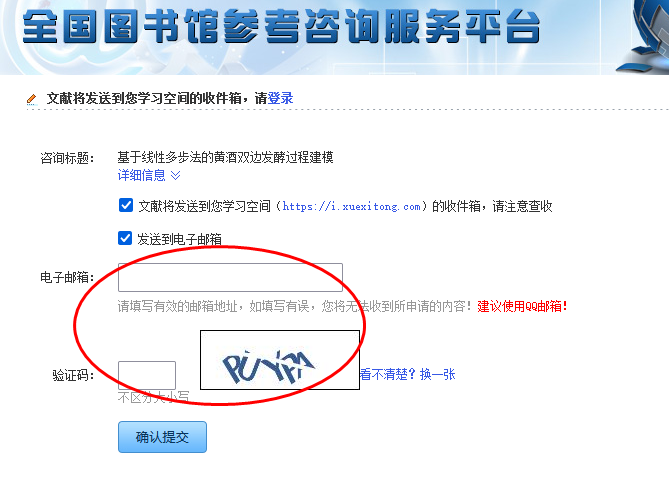 全国图书馆参考咨询服务平台
文献将发送到您学习空间的收件箱，请登录
咨询标题： 基于线性多步法的黄酒双边发酵过程建模
详细信息
文献将发送到您学习空间（https://i.xuexitong.com）的收件箱，请注意查收
发送到电子邮箱
电子邮箱：
请填写有效的邮箱地址，如填写有误，您将无法收到所申请的内容！建议使用QQ邮箱！
验证码： 看不清楚？换一张
不区分大小写
确认提交